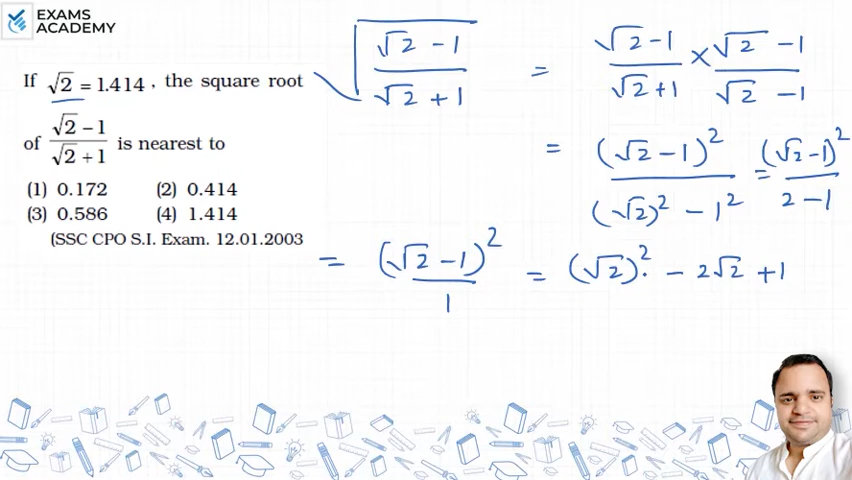 EXAMS
ACADEMY
If √2 = 1.414 , the square root
of (√2 − 1)/(√2 + 1) is nearest to
(1) 0.172 (2) 0.414
(3) 0.586 (4) 1.414
(SSC CPO S.I. Exam. 12.01.2003
√((√2 − 1)/(√2 + 1)) = (√2 − 1)/(√2 + 1) × (√2 − 1)/(√2 − 1)
= (√2 − 1)²/((√2)² − 1²) = (√2 − 1)²/(2 − 1)
= (√2 − 1)²/1 = (√2)² − 2√2 + 1